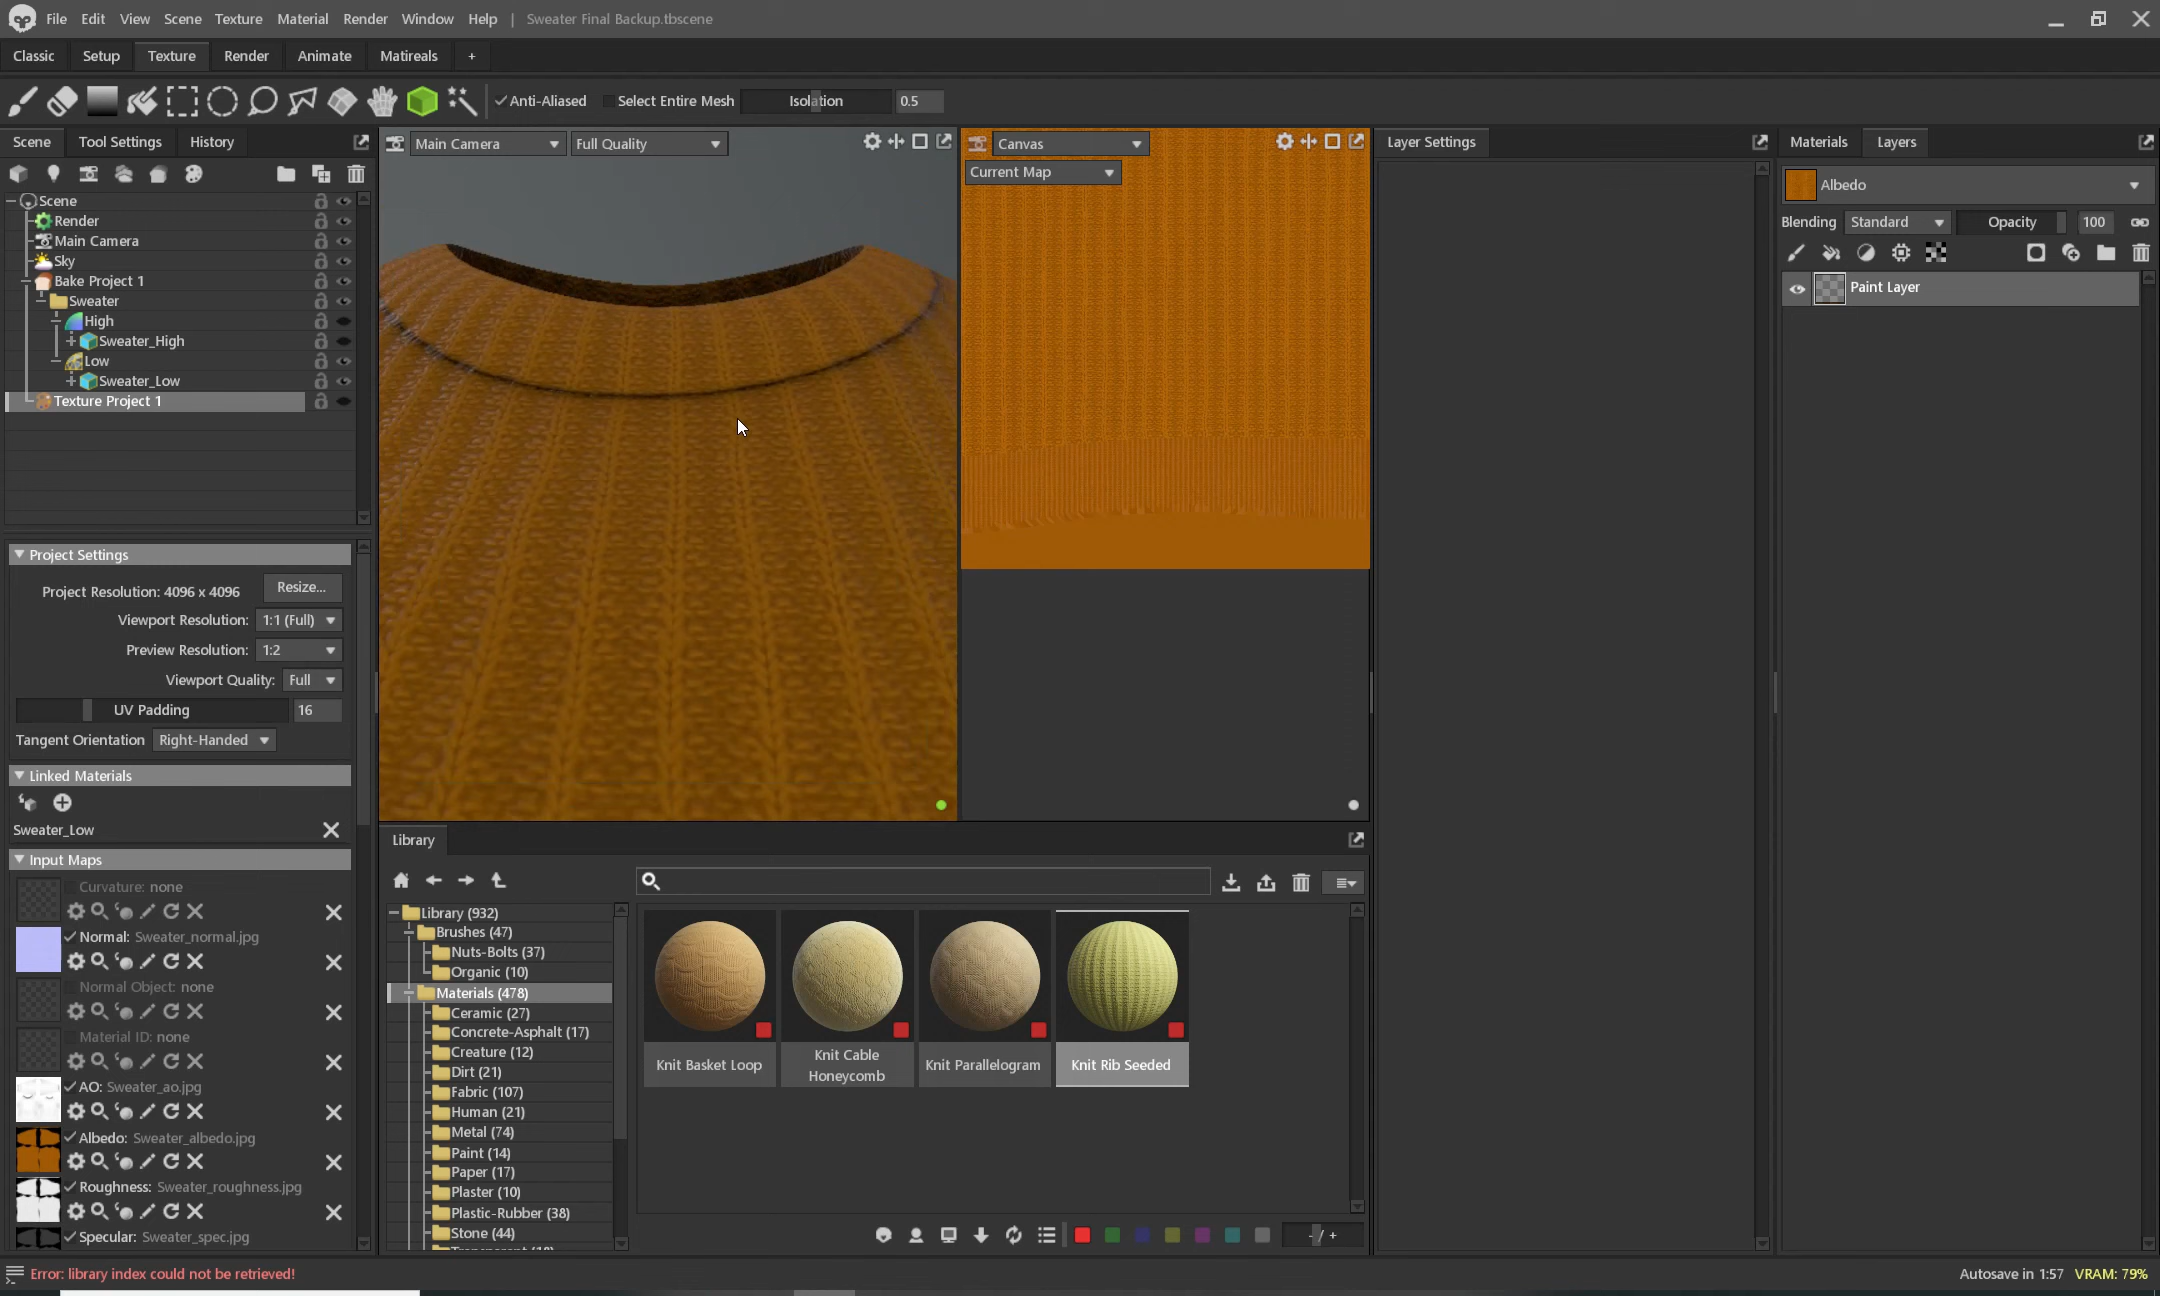 File Edit View Scene Texture Material Render Window Help | Sweater Final Backup.tbscene
Classic Setup Texture Render Animate Matireals +
Anti-Aliased Select Entire Mesh Isolation 0.5
Scene Tool Settings History
Scene
Render
Main Camera
Sky
Bake Project 1
Sweater
High
Sweater_High
Low
Sweater_Low
Texture Project 1
Project Settings
Project Resolution: 4096 x 4096 Resize...
Viewport Resolution: 1:1 (Full)
Preview Resolution: 1:2
Viewport Quality: Full
UV Padding 16
Tangent Orientation Right-Handed
Linked Materials
Sweater_Low
Input Maps
Curvature: none
Normal: Sweater_normal.jpg
Normal Object: none
Material ID: none
AO: Sweater_ao.jpg
Albedo: Sweater_albedo.jpg
Roughness: Sweater_roughness.jpg
Specular: Sweater_spec.jpg
Main Camera Full Quality
Canvas
Current Map
Library
Library (932)
Brushes (47)
Nuts-Bolts (37)
Organic (10)
Materials (478)
Ceramic (27)
Concrete-Asphalt (17)
Creature (12)
Dirt (21)
Fabric (107)
Human (21)
Metal (74)
Paint (14)
Paper (17)
Plaster (10)
Plastic-Rubber (38)
Stone (44)
Knit Basket Loop
Knit Cable
Honeycomb
Knit Parallelogram
Knit Rib Seeded
- / +
Layer Settings
Materials Layers
Albedo
Blending Standard Opacity 100
Paint Layer
Error: library index could not be retrieved!
Autosave in 1:57 VRAM: 79%